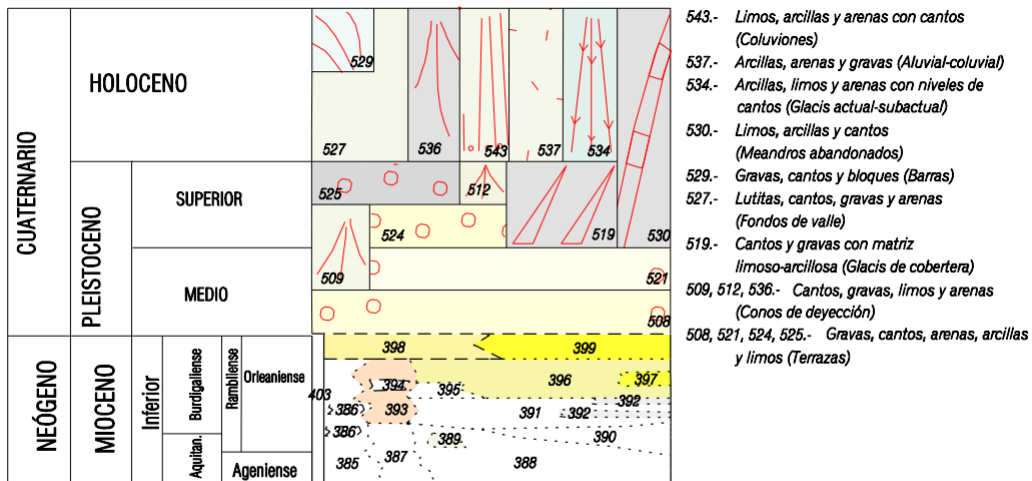 CUATERNARIO
HOLOCENO
PLEISTOCENO
SUPERIOR
MEDIO
NEÓGENO
MIOCENO
Inferior
Burdigaliense
Aquitan.
Rambliense
Orleaniense
Ageniense
529
527
536
543
537
534
525
512
524
519
530
509
521
508
398
399
403
394
395
396
397
386
393
391
392
392
386
389
390
385
387
388
543.- Limos, arcillas y arenas con cantos
(Coluviones)
537.- Arcillas, arenas y gravas (Aluvial-coluvial)
534.- Arcillas, limos y arenas con niveles de
cantos (Glacis actual-subactual)
530.- Limos, arcillas y cantos
(Meandros abandonados)
529.- Gravas, cantos y bloques (Barras)
527.- Lutitas, cantos, gravas y arenas
(Fondos de valle)
519.- Cantos y gravas con matriz
limoso-arcillosa (Glacis de cobertera)
509, 512, 536.- Cantos, gravas, limos y arenas
(Conos de deyección)
508, 521, 524, 525.- Gravas, cantos, arenas, arcillas
y limos (Terrazas)